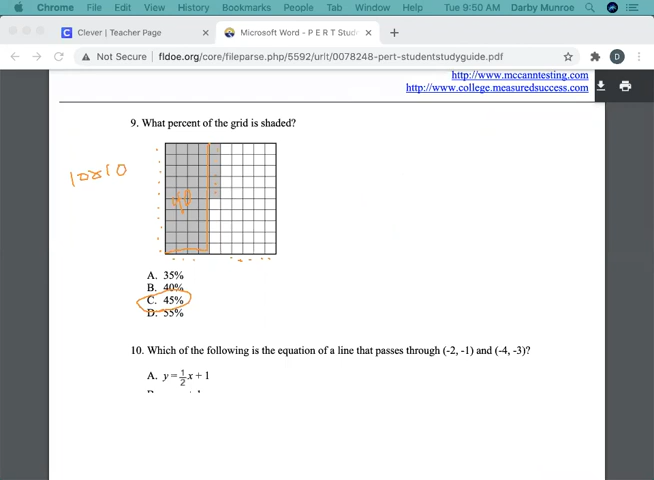 Chrome File Edit View History Bookmarks People Tab Window Help Tue 9:50 AM Darby Munroe
Clever | Teacher Page
Microsoft Word - P E R T Stud
Not Secure | fldoe.org/core/fileparse.php/5592/urlt/0078248-pert-studentstudyguide.pdf
D
http://www.mccanntesting.com
http://www.college.measuredsuccess.com
9. What percent of the grid is shaded?
10x10
40
A. 35%
B. 40%
C. 45%
D. 55%
10. Which of the following is the equation of a line that passes through (-2, -1) and (-4, -3)?
A. y = 1/2 x + 1